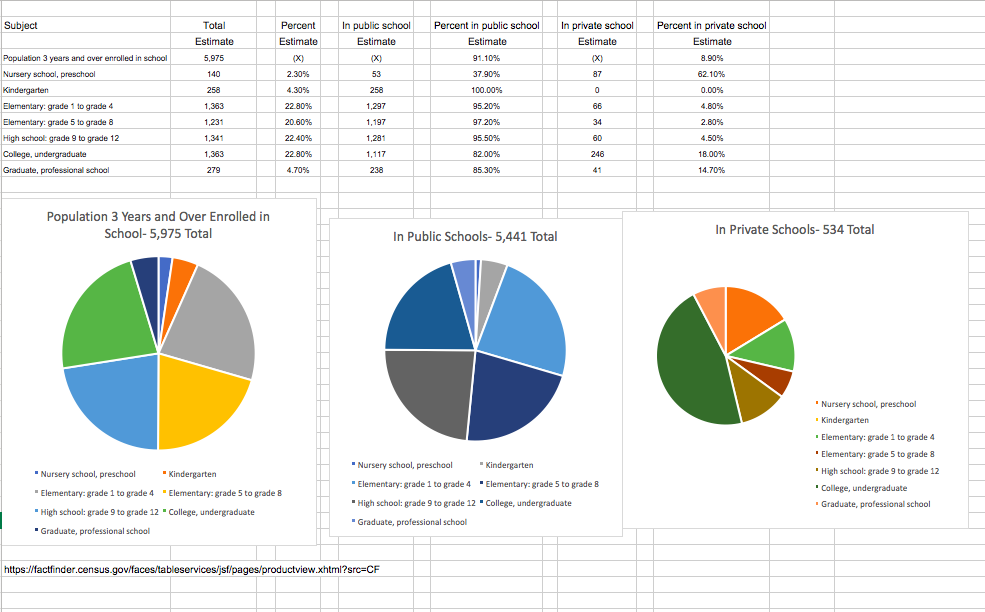 Subject Total Percent In public school Percent in public school In private school Percent in private school
Estimate Estimate Estimate Estimate Estimate Estimate
Population 3 years and over enrolled in school 5,975 (X) (X) 91.10% (X) 8.90%
Nursery school, preschool 140 2.30% 53 37.90% 87 62.10%
Kindergarten 258 4.30% 258 100.00% 0 0.00%
Elementary: grade 1 to grade 4 1,363 22.80% 1,297 95.20% 66 4.80%
Elementary: grade 5 to grade 8 1,231 20.60% 1,197 97.20% 34 2.80%
High school: grade 9 to grade 12 1,341 22.40% 1,281 95.50% 60 4.50%
College, undergraduate 1,363 22.80% 1,117 82.00% 246 18.00%
Graduate, professional school 279 4.70% 238 85.30% 41 14.70%
Population 3 Years and Over Enrolled in
School- 5,975 Total
Nursery school, preschool Kindergarten
Elementary: grade 1 to grade 4 Elementary: grade 5 to grade 8
High school: grade 9 to grade 12 College, undergraduate
Graduate, professional school
In Public Schools- 5,441 Total
Nursery school, preschool Kindergarten
Elementary: grade 1 to grade 4 Elementary: grade 5 to grade 8
High school: grade 9 to grade 12 College, undergraduate
Graduate, professional school
In Private Schools- 534 Total
Nursery school, preschool
Kindergarten
Elementary: grade 1 to grade 4
Elementary: grade 5 to grade 8
High school: grade 9 to grade 12
College, undergraduate
Graduate, professional school
https://factfinder.census.gov/faces/tableservices/jsf/pages/productview.xhtml?src=CF